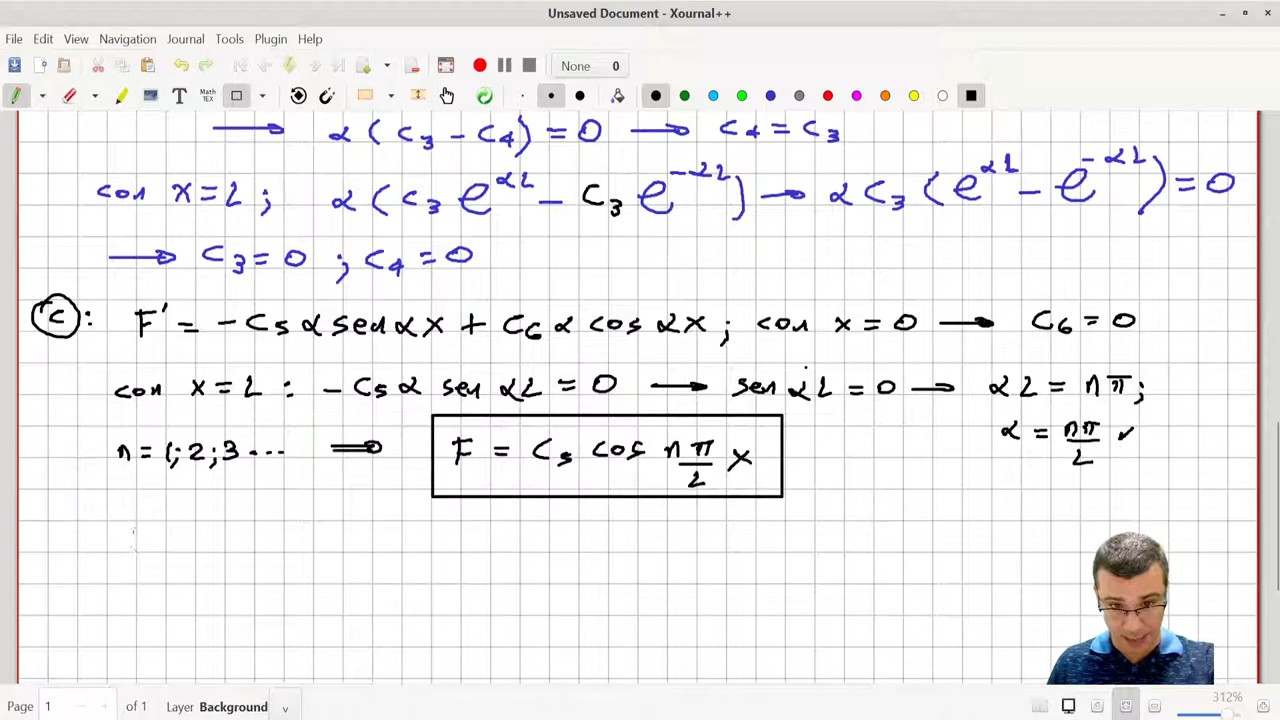 Unsaved Document - Xournal++
File Edit View Navigation Journal Tools Plugin Help
None 0
T Math TEX
⟶ α(C₃ − C₄) = 0 ⟶ C₄ = C₃
con x = L ; α(C₃ e^{αL} − C₃ e^{−αL}) ⟶ α C₃ (e^{αL} − e^{−αL}) = 0
⟶ C₃ = 0 ; C₄ = 0
C : F' = − C₅ α sen αx + C₆ α cos αx ; con x = 0 ⟶ C₆ = 0
con x = L : − C₅ α sen αL = 0 ⟶ sen αL = 0 ⟶ αL = nπ ;
α = nπ/L ✓
n = 1; 2; 3 ... ⟹ F = C₅ cos nπ/L x
Page 1 of 1 Layer Background 312%